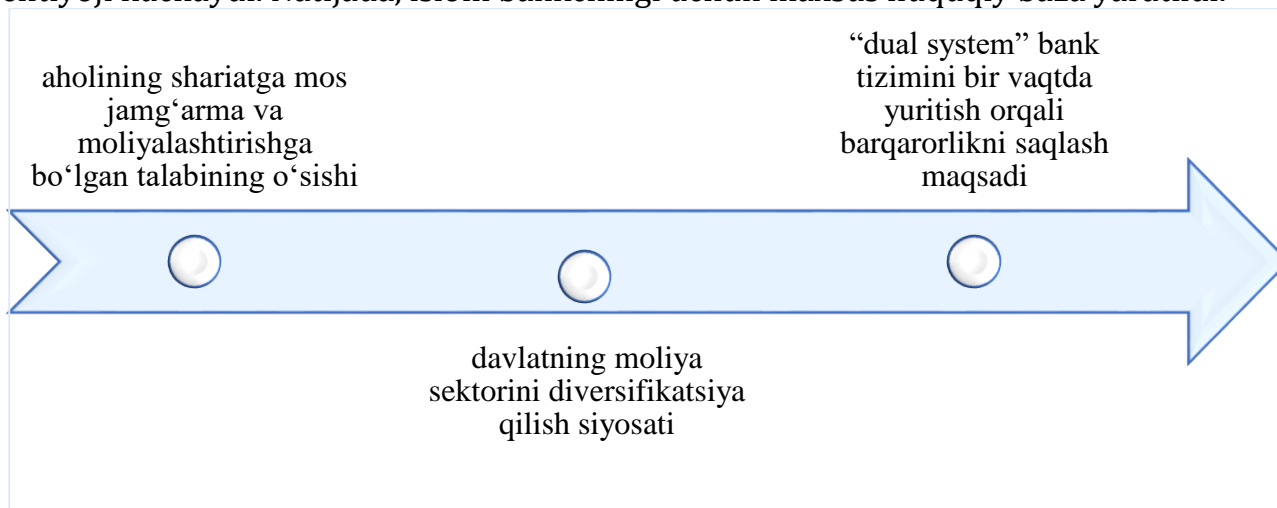 aholining shariatga mos
jamg‘arma va
moliyalashtirishga
bo‘lgan talabining o‘sishi
davlatning moliya
sektorini diversifikatsiya
qilish siyosati
“dual system” bank
tizimini bir vaqtda
yuritish orqali
barqarorlikni saqlash
maqsadi